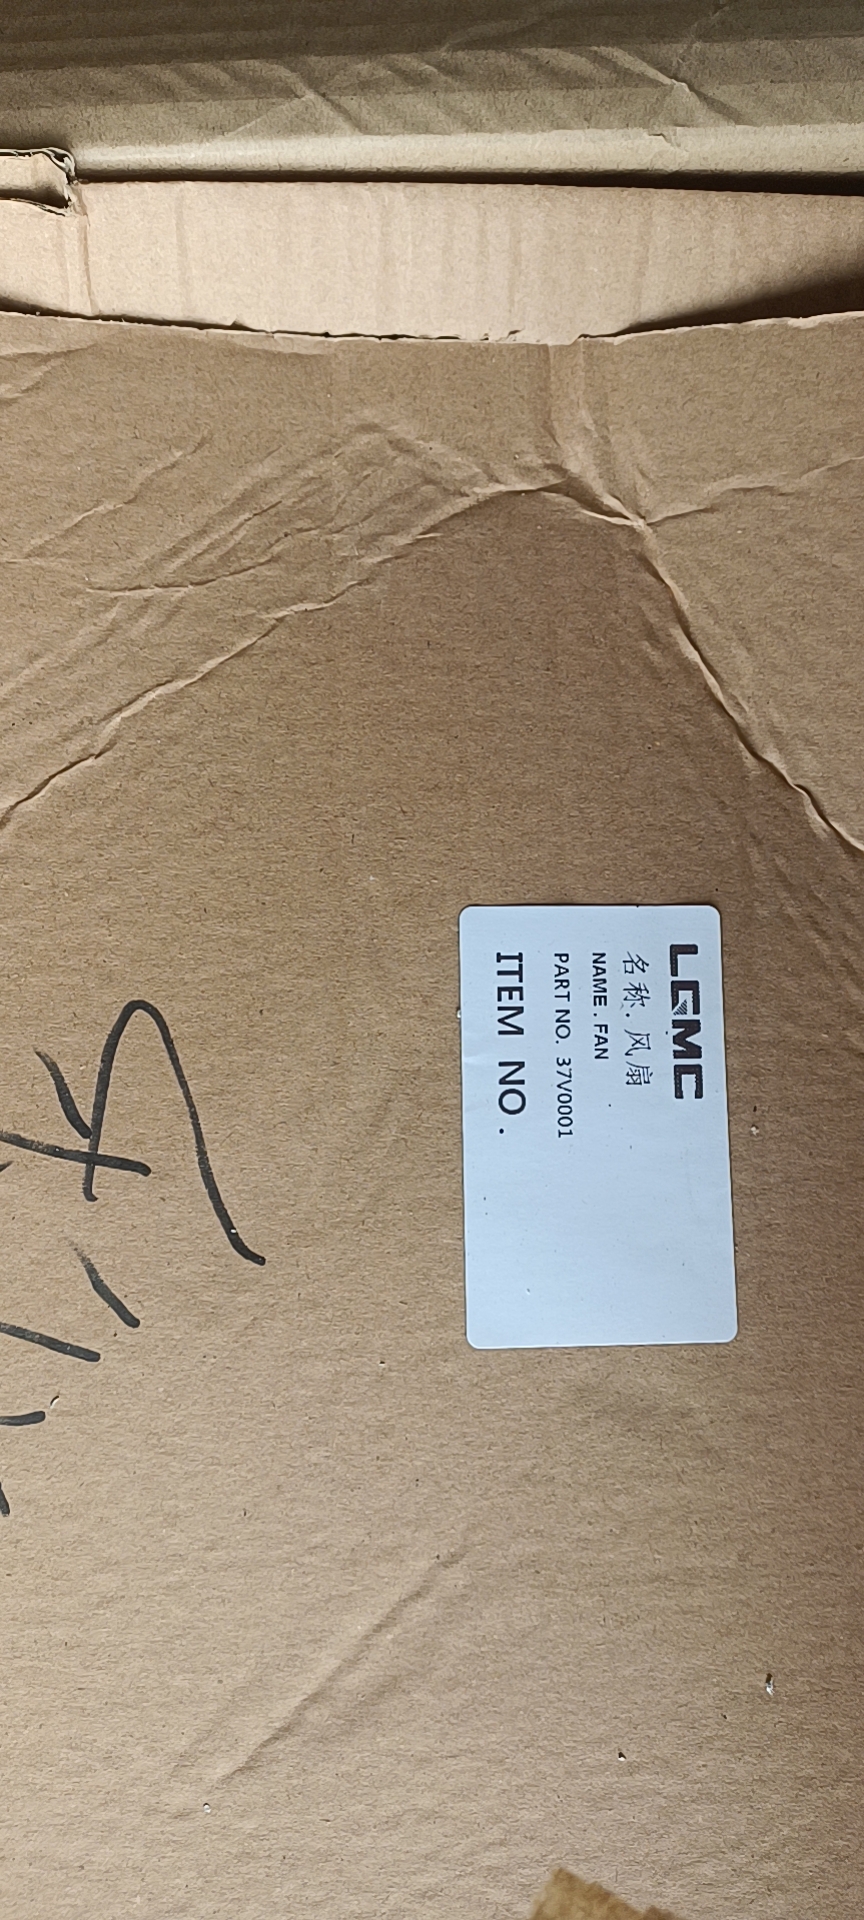 LGMC
名称. 风扇
NAME. FAN
PART NO. 37V0001
ITEM NO.